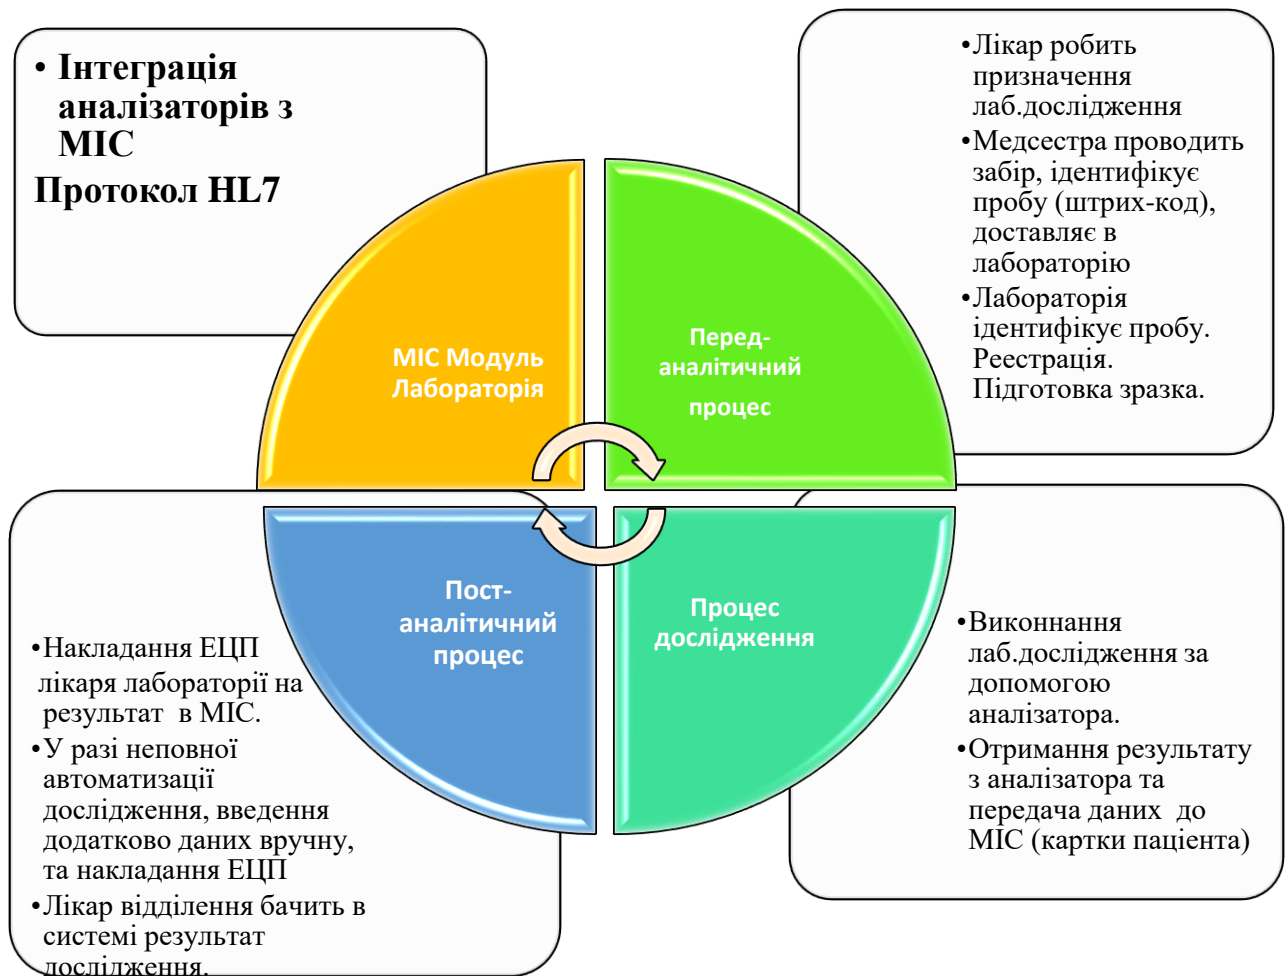 • Інтеграція
аналізаторів з
МІС
Протокол HL7
•Лікар робить
призначення
лаб.дослідження
•Медсестра проводить
забір, ідентифікує
пробу (штрих-код),
доставляє в
лабораторію
•Лабораторія
ідентифікує пробу.
Реестрація.
Підготовка зразка.
МІС Модуль
Лабораторія
Перед-
аналітичний
процес
Пост-
аналітичний
процес
Процес
дослідження
•Накладання ЕЦП
лікаря лабораторії на
результат в МІС.
•У разі неповної
автоматизації
дослідження, введення
додатково даних вручну,
та накладання ЕЦП
•Лікар відділення бачить в
системі результат
дослідження.
•Виконнання
лаб.дослідження за
допомогою
аналізатора.
•Отримання результату
з аналізатора та
передача даних до
МІС (картки пацієнта)